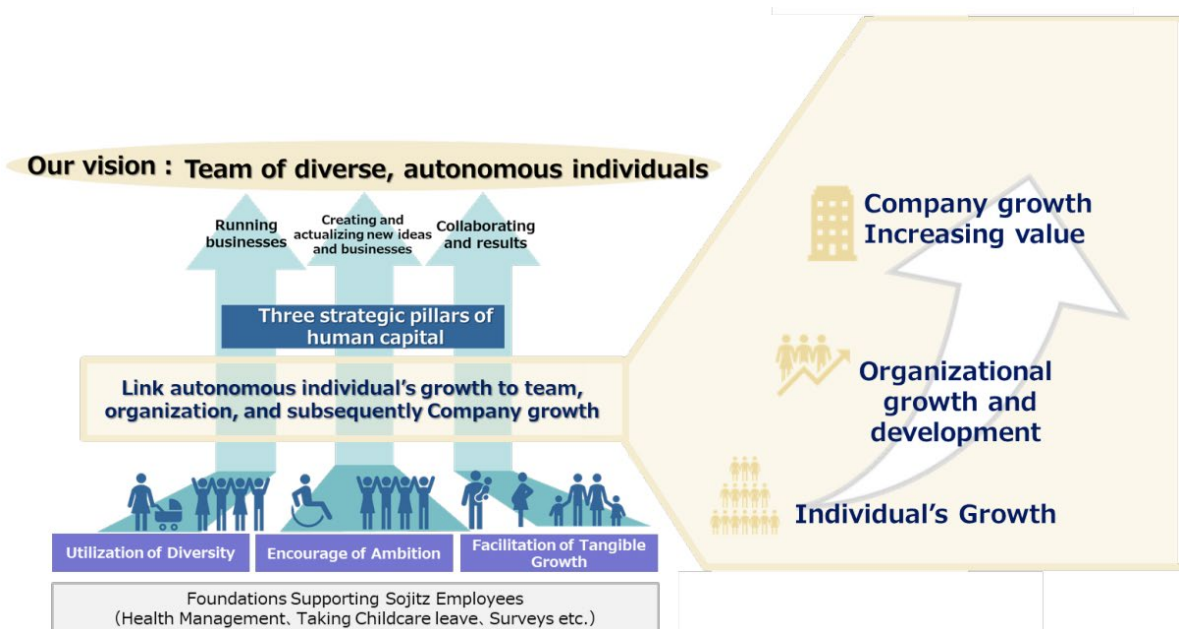 Our vision : Team of diverse, autonomous individuals
Running
businesses
Creating and
actualizing new ideas
and businesses
Collaborating
and results
Three strategic pillars of
human capital
Link autonomous individual's growth to team,
organization, and subsequently Company growth
Utilization of Diversity
Encourage of Ambition
Facilitation of Tangible
Growth
Foundations Supporting Sojitz Employees
(Health Management、Taking Childcare leave、Surveys etc.)
Company growth
Increasing value
Organizational
growth and
development
Individual's Growth